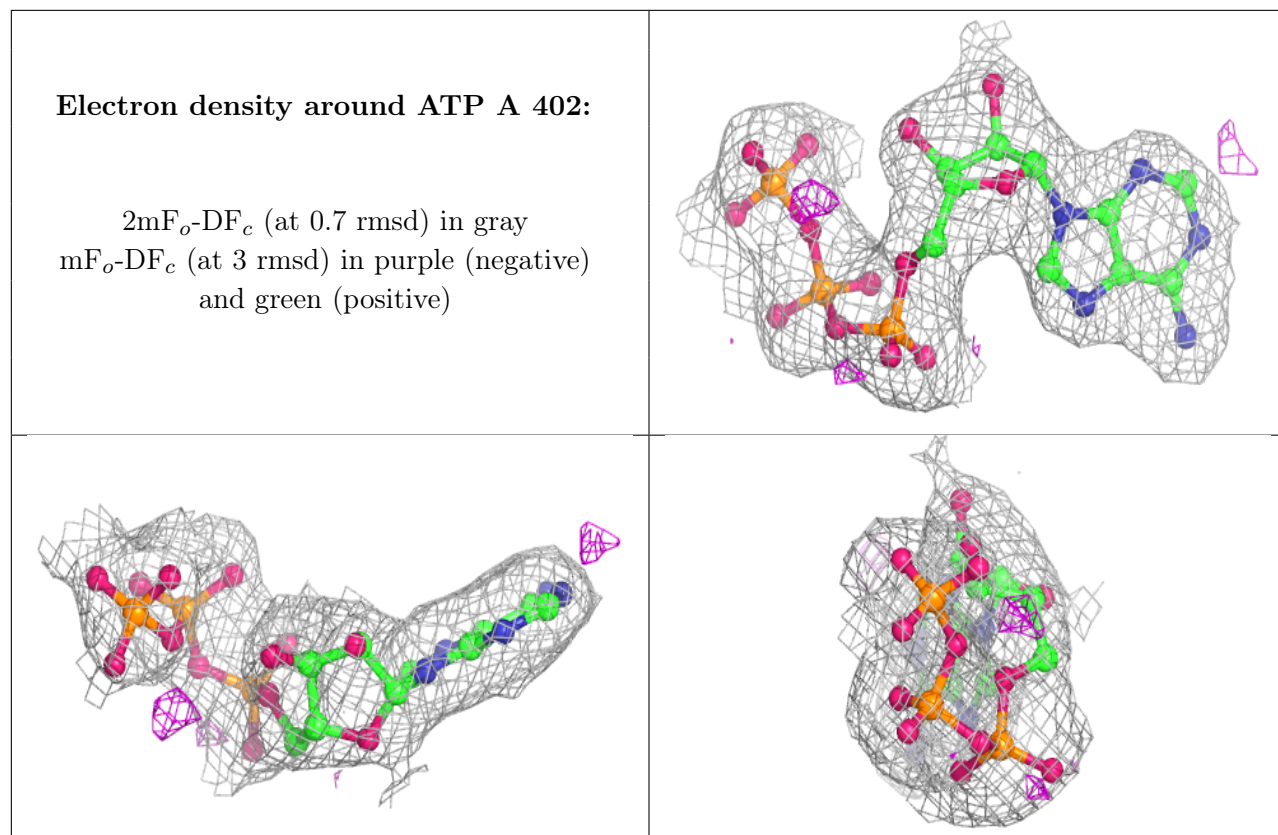 Electron density around ATP A 402:
2mFₒ-DF𝒸 (at 0.7 rmsd) in gray
mFₒ-DF𝒸 (at 3 rmsd) in purple (negative)
and green (positive)